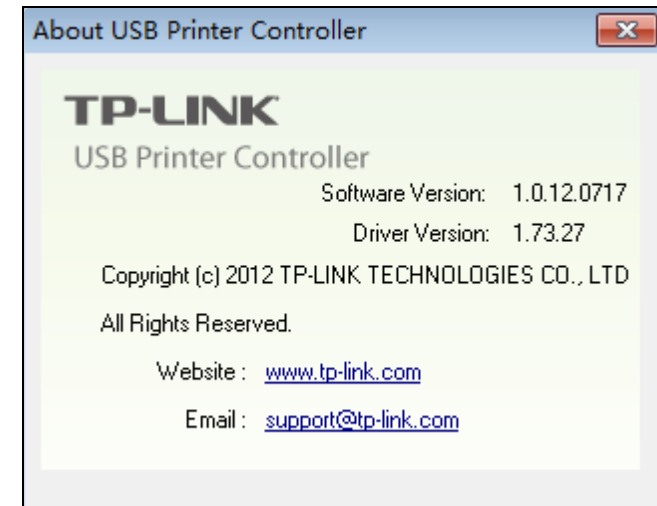 About USB Printer Controller
TP-LINK
USB Printer Controller
Software Version: 1.0.12.0717
Driver Version: 1.73.27
Copyright (c) 2012 TP-LINK TECHNOLOGIES CO., LTD
All Rights Reserved.
Website : www.tp-link.com
Email : support@tp-link.com